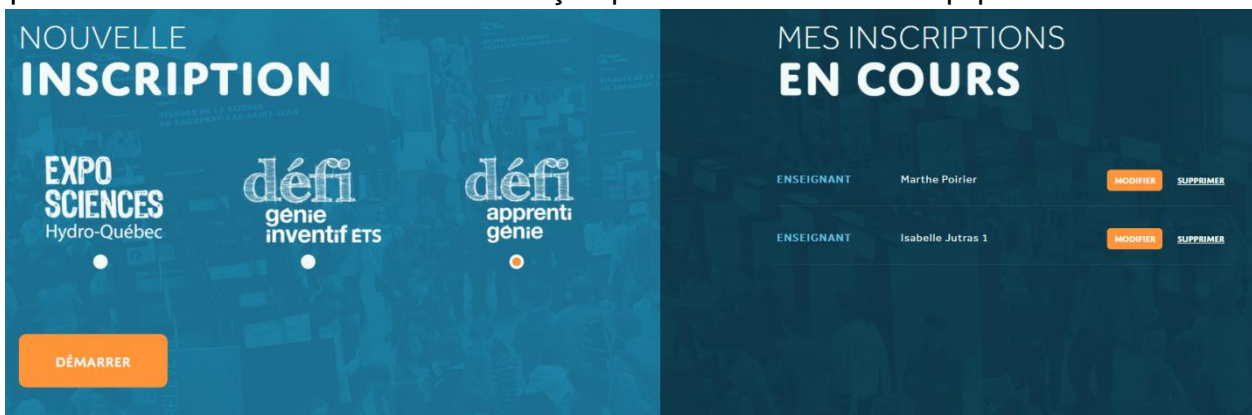 NOUVELLE
INSCRIPTION
EXPO
SCIENCES
Hydro-Québec
défi
génie
inventif ÉTS
défi
apprenti
génie
DÉMARRER
MES INSCRIPTIONS
EN COURS
ENSEIGNANT Marthe Poirier MODIFIER SUPPRIMER
ENSEIGNANT Isabelle Jutras 1 MODIFIER SUPPRIMER